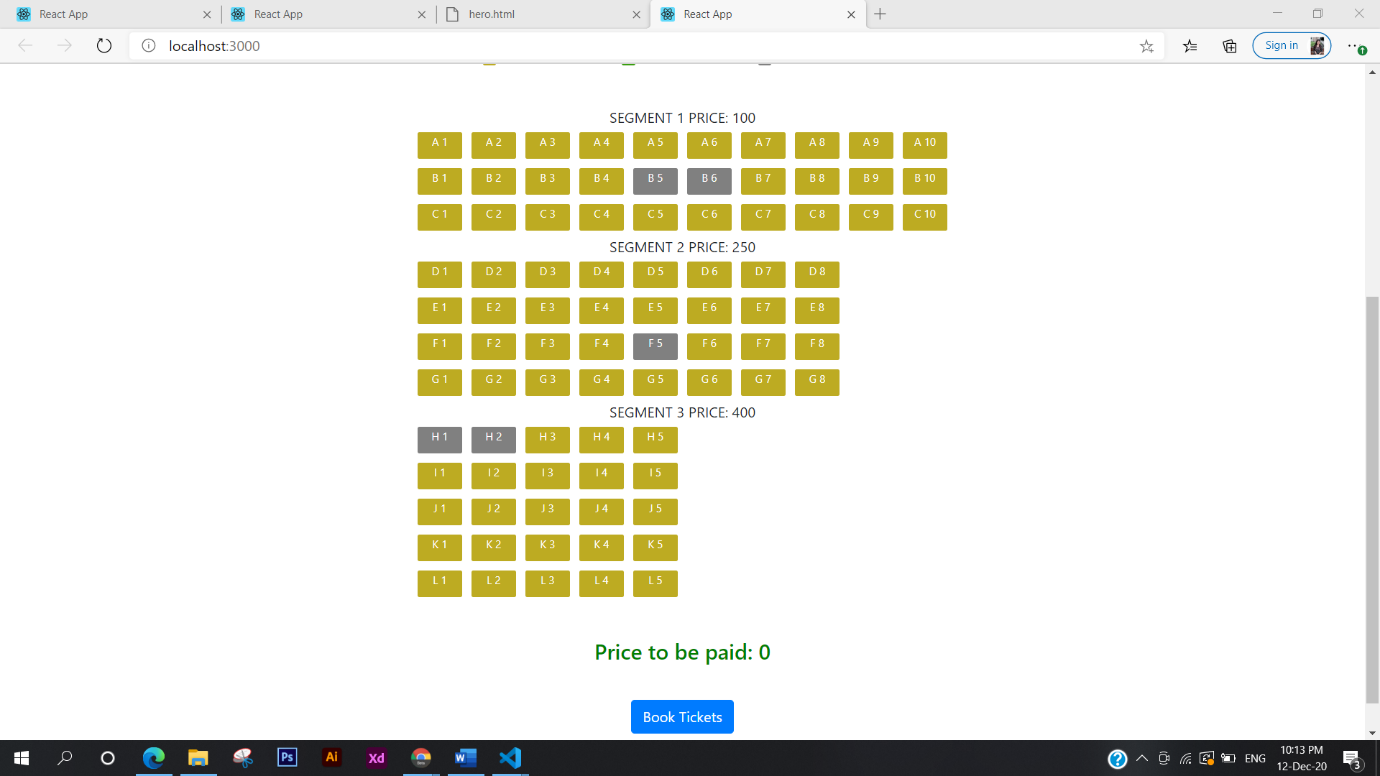 React App
React App
hero.html
React App
localhost:3000
Sign in
SEGMENT 1 PRICE: 100
A 1 A 2 A 3 A 4 A 5 A 6 A 7 A 8 A 9 A 10
B 1 B 2 B 3 B 4 B 5 B 6 B 7 B 8 B 9 B 10
C 1 C 2 C 3 C 4 C 5 C 6 C 7 C 8 C 9 C 10
SEGMENT 2 PRICE: 250
D 1 D 2 D 3 D 4 D 5 D 6 D 7 D 8
E 1 E 2 E 3 E 4 E 5 E 6 E 7 E 8
F 1 F 2 F 3 F 4 F 5 F 6 F 7 F 8
G 1 G 2 G 3 G 4 G 5 G 6 G 7 G 8
SEGMENT 3 PRICE: 400
H 1 H 2 H 3 H 4 H 5
I 1 I 2 I 3 I 4 I 5
J 1 J 2 J 3 J 4 J 5
K 1 K 2 K 3 K 4 K 5
L 1 L 2 L 3 L 4 L 5
Price to be paid: 0
Book Tickets
Ps Ai Xd W
ENG
10:13 PM
12-Dec-20
3